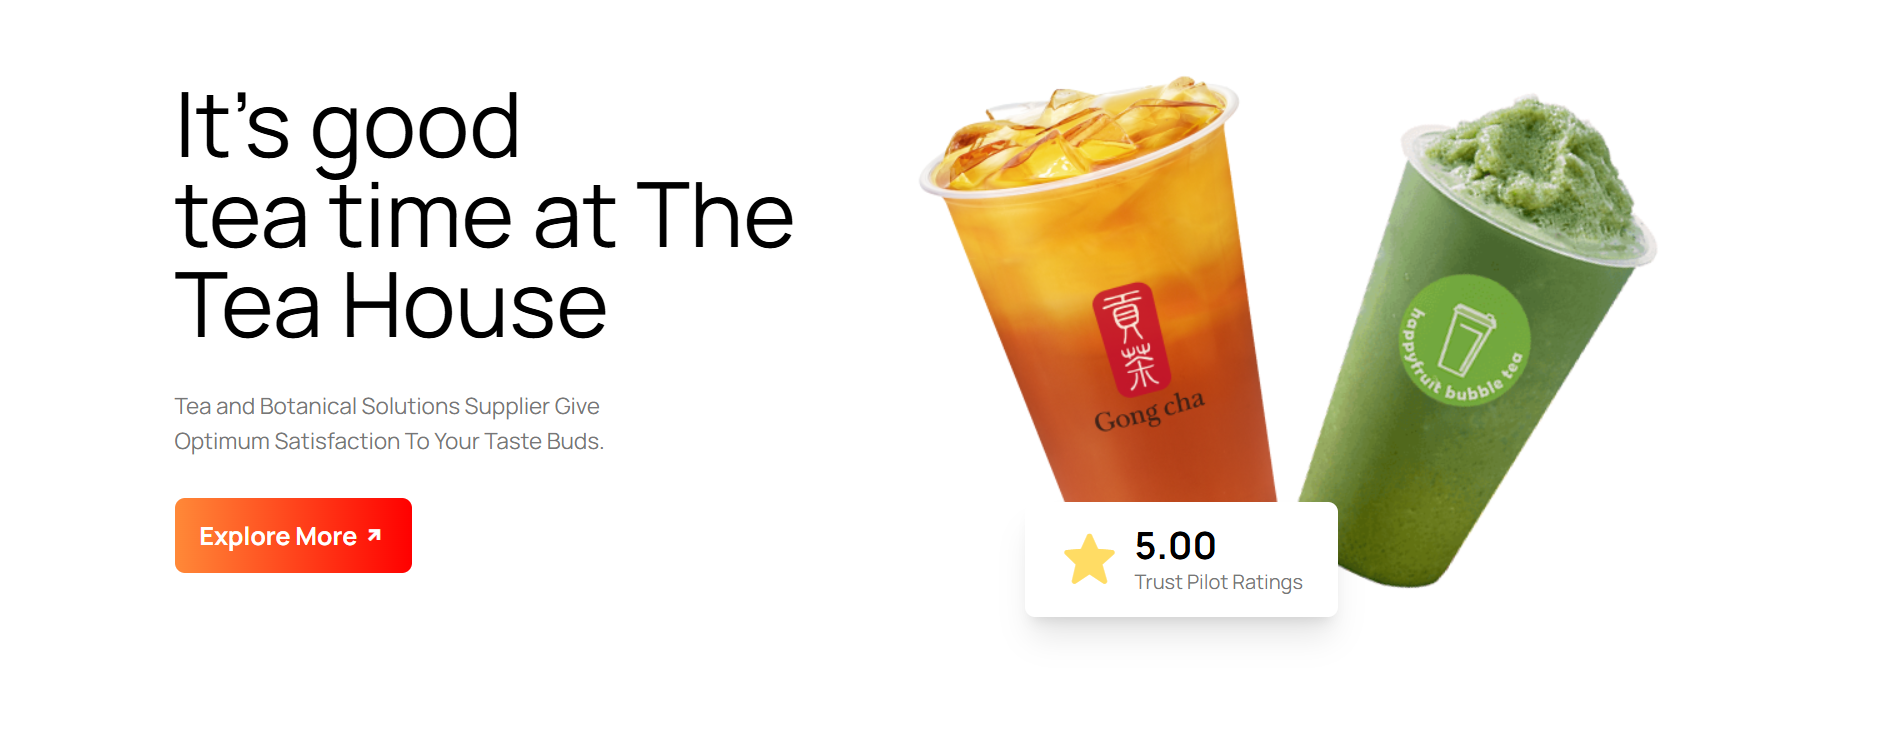 It’s good
tea time at The
Tea House
Tea and Botanical Solutions Supplier Give
Optimum Satisfaction To Your Taste Buds.
Explore More
貢
茶
Gong cha
happyfruit bubble tea
5.00
Trust Pilot Ratings